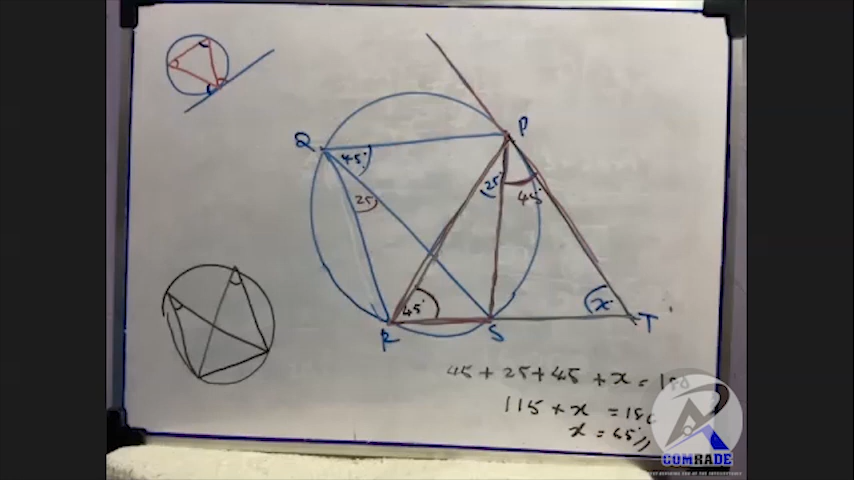 Q
P
45°
25
25°
45°
45°
x°
R
S
T
45 + 25 + 45 + x = 180
115 + x = 180
x = 65°//
COMRADE